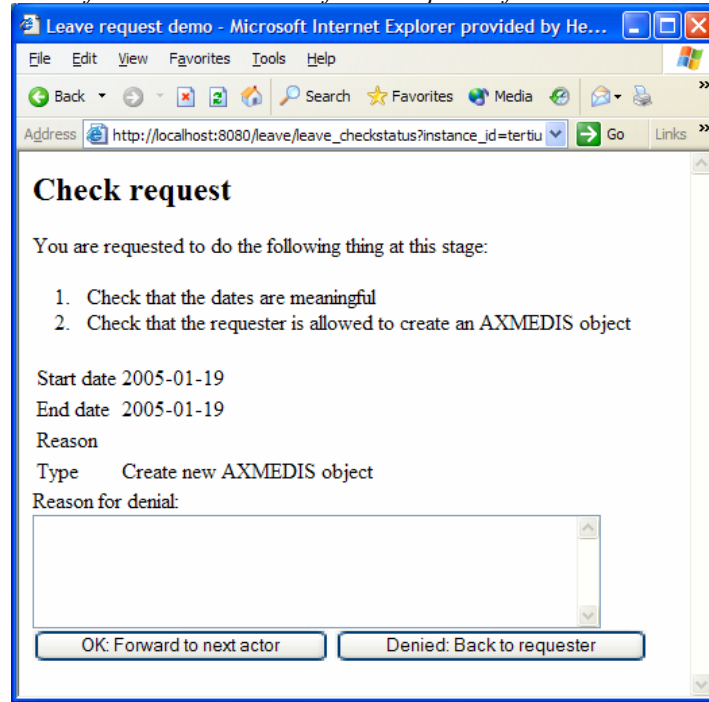 Leave request demo - Microsoft Internet Explorer provided by He...
File Edit View Favorites Tools Help
Back Search Favorites Media »
Address http://localhost:8080/leave/leave_checkstatus?instance_id=tertiu Go Links »
Check request
You are requested to do the following thing at this stage:
1. Check that the dates are meaningful
2. Check that the requester is allowed to create an AXMEDIS object
Start date 2005-01-19
End date 2005-01-19
Reason
Type Create new AXMEDIS object
Reason for denial:
OK: Forward to next actor Denied: Back to requester